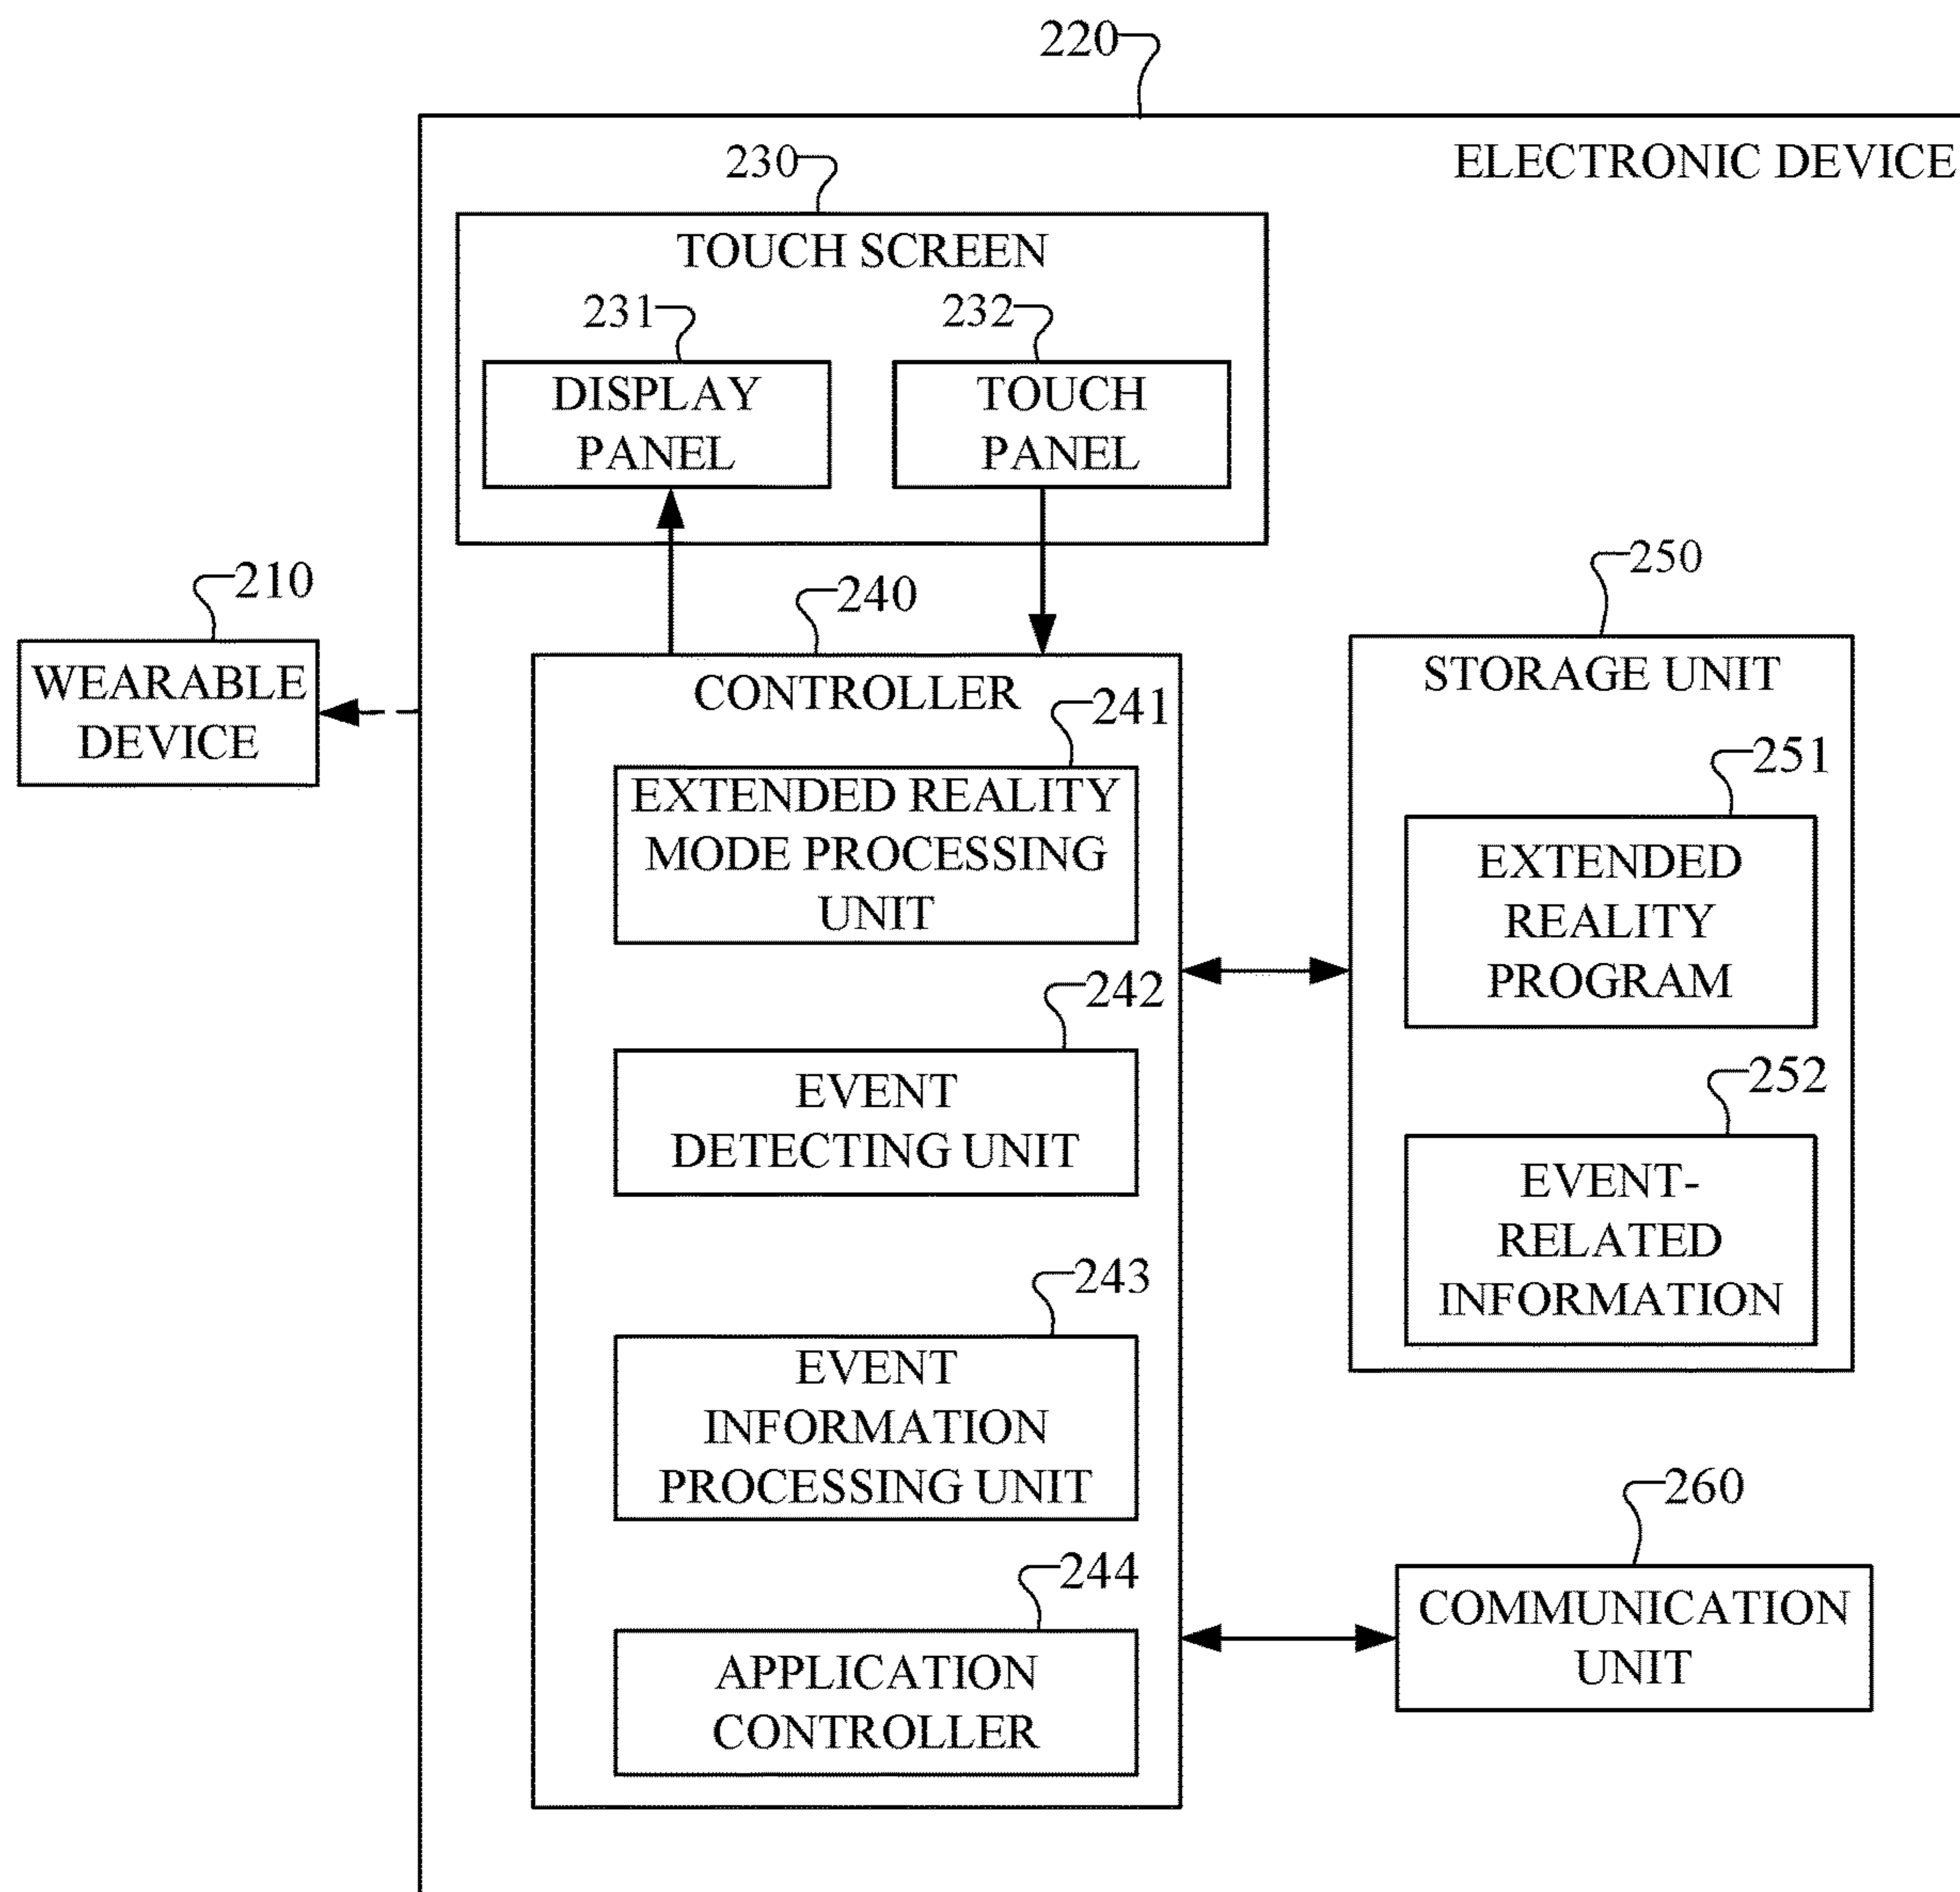 220
ELECTRONIC DEVICE
230
TOUCH SCREEN
231
232
DISPLAY
PANEL
TOUCH
PANEL
210
WEARABLE
DEVICE
240
CONTROLLER
241
EXTENDED REALITY
MODE PROCESSING
UNIT
242
EVENT
DETECTING UNIT
243
EVENT
INFORMATION
PROCESSING UNIT
244
APPLICATION
CONTROLLER
250
STORAGE UNIT
251
EXTENDED
REALITY
PROGRAM
252
EVENT-
RELATED
INFORMATION
260
COMMUNICATION
UNIT